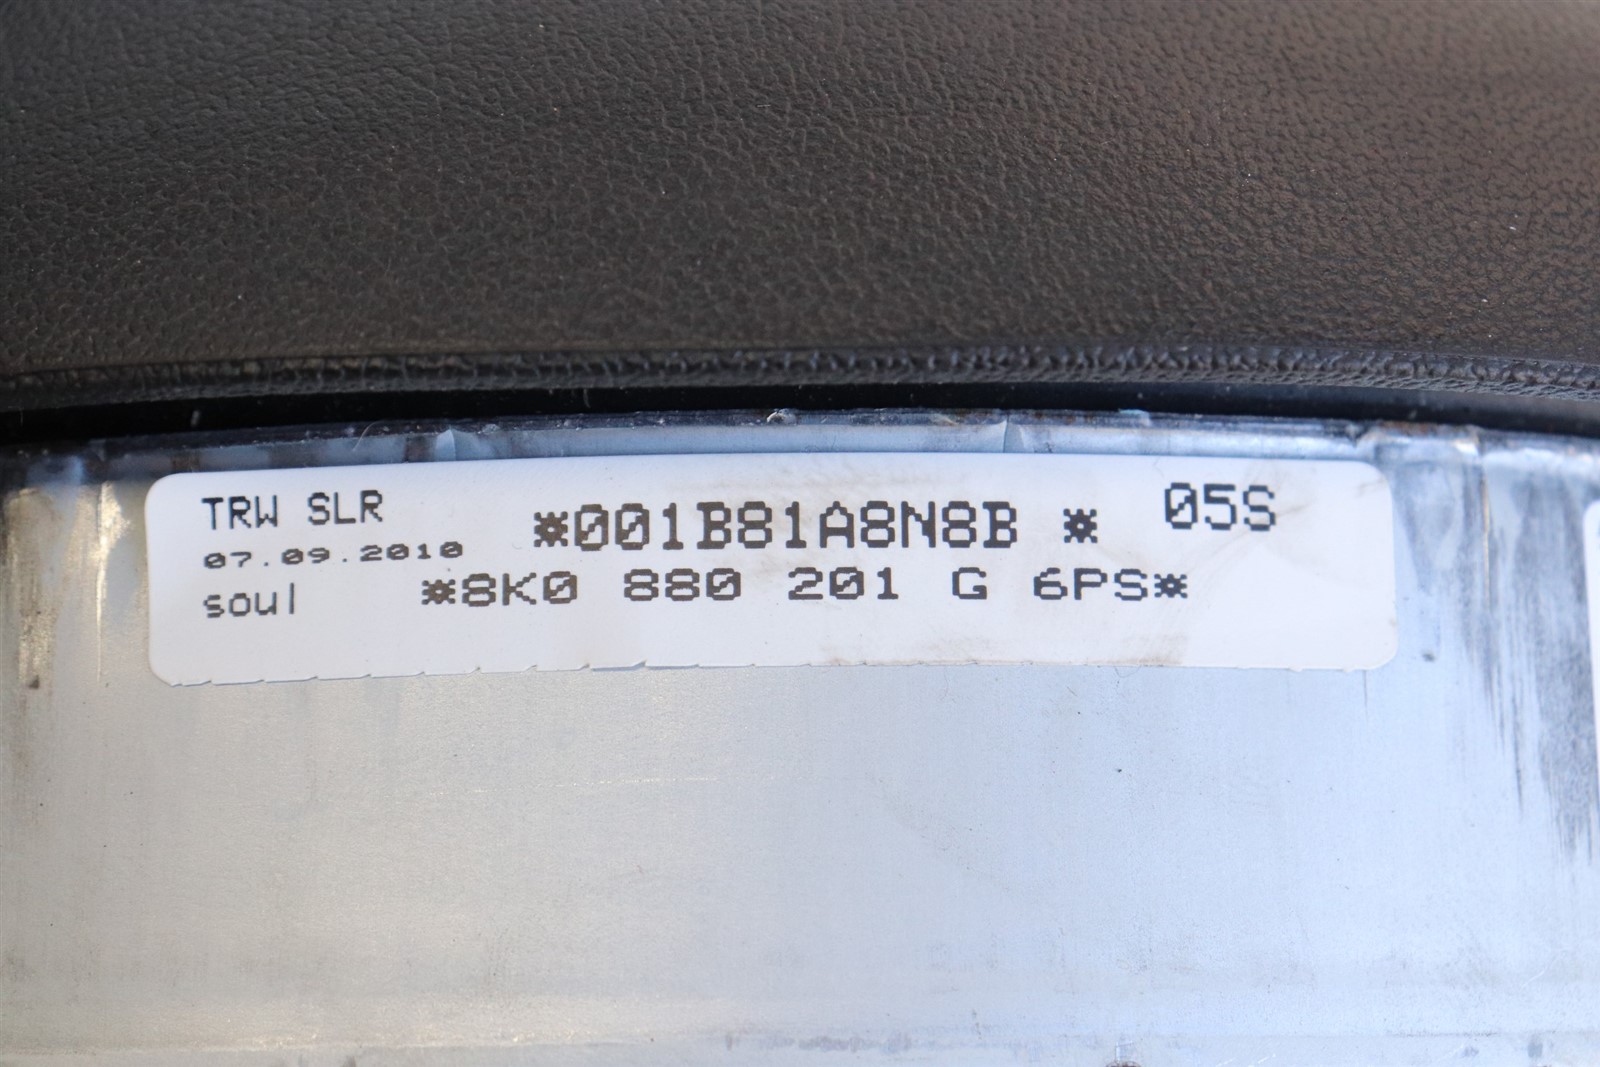 TRW SLR *001B81A8N8B * 05S
07.09.2010
soul *8K0 880 201 G 6PS*